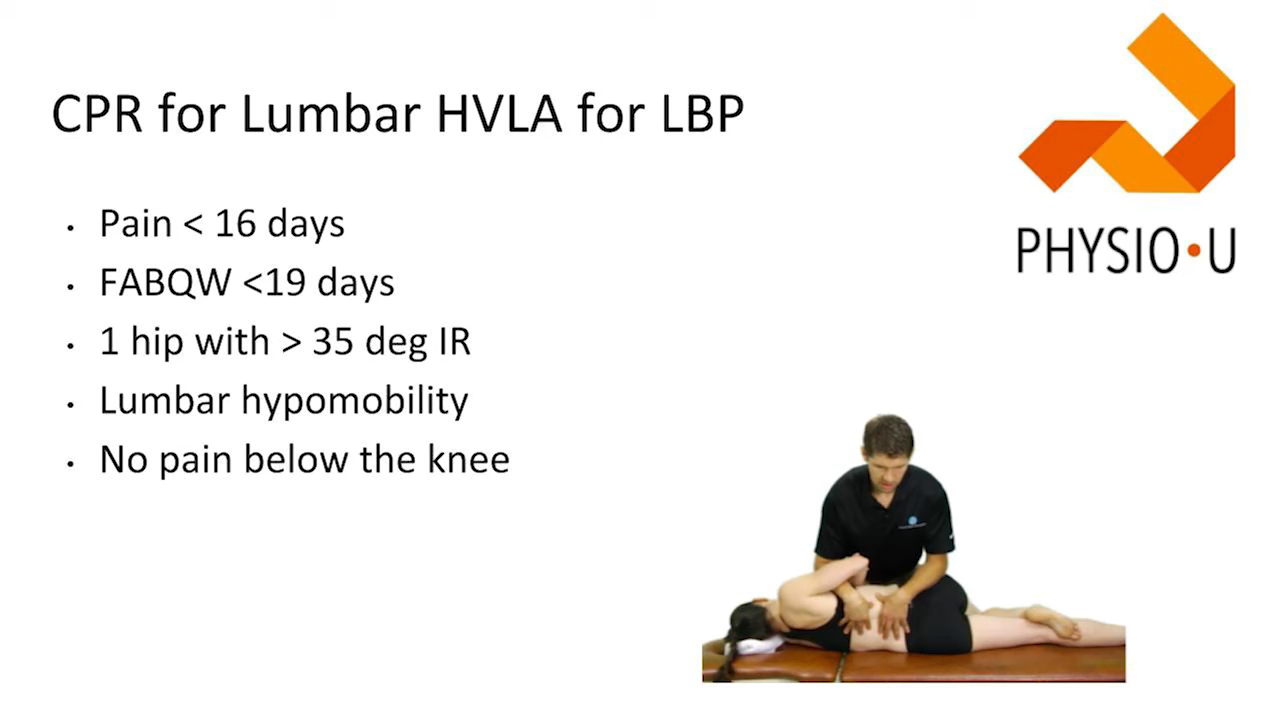 CPR for Lumbar HVLA for LBP
• Pain < 16 days
• FABQW <19 days
• 1 hip with > 35 deg IR
• Lumbar hypomobility
• No pain below the knee
PHYSIO•U